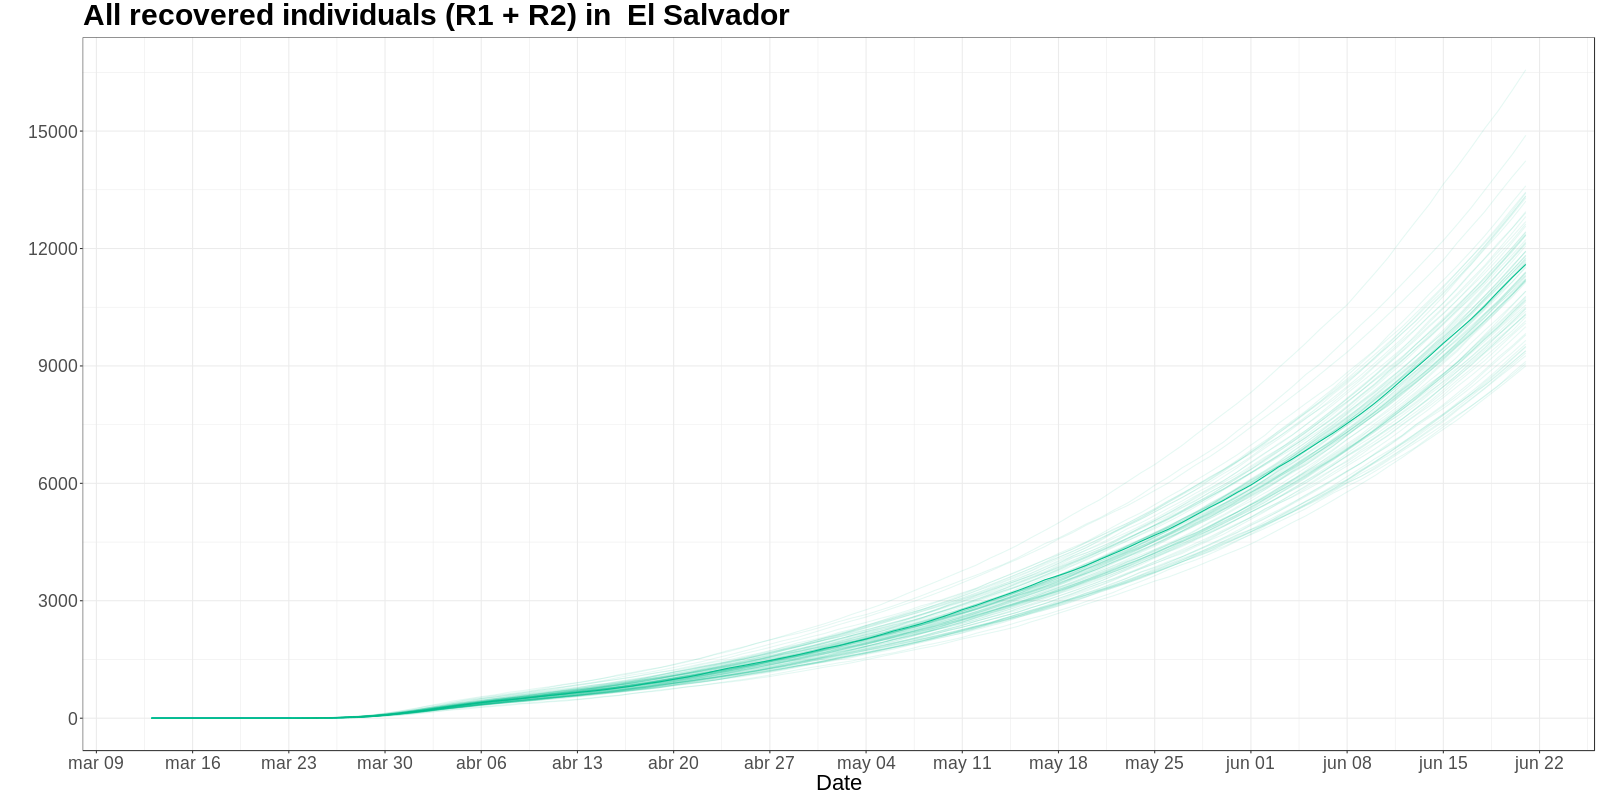 All recovered individuals (R1 + R2) in  El Salvador
15000
12000
9000
6000
3000
0
mar 09 mar 16 mar 23 mar 30 abr 06 abr 13 abr 20 abr 27 may 04 may 11 may 18 may 25 jun 01 jun 08 jun 15 jun 22
Date